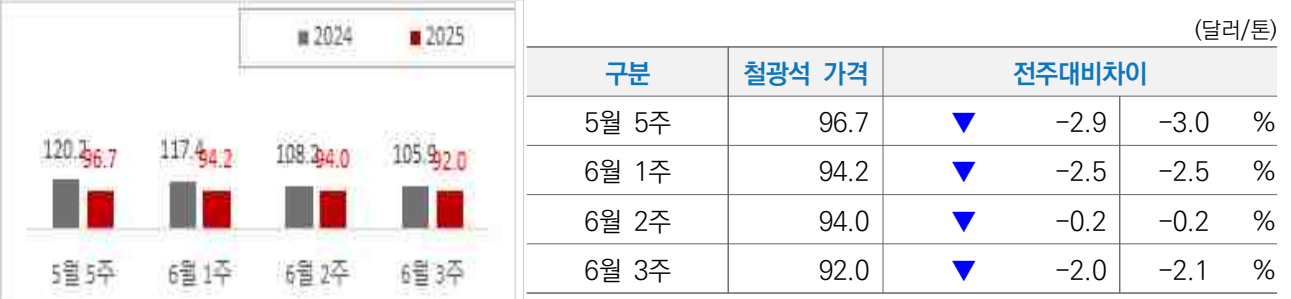 ■ 2024 ■ 2025
120.2 96.7 117.4 94.2 108.2 94.0 105.9 92.0
5월 5주 6월 1주 6월 2주 6월 3주
(달러/톤)
구분 철광석 가격 전주대비차이
5월 5주 96.7 ▼ -2.9 -3.0 %
6월 1주 94.2 ▼ -2.5 -2.5 %
6월 2주 94.0 ▼ -0.2 -0.2 %
6월 3주 92.0 ▼ -2.0 -2.1 %